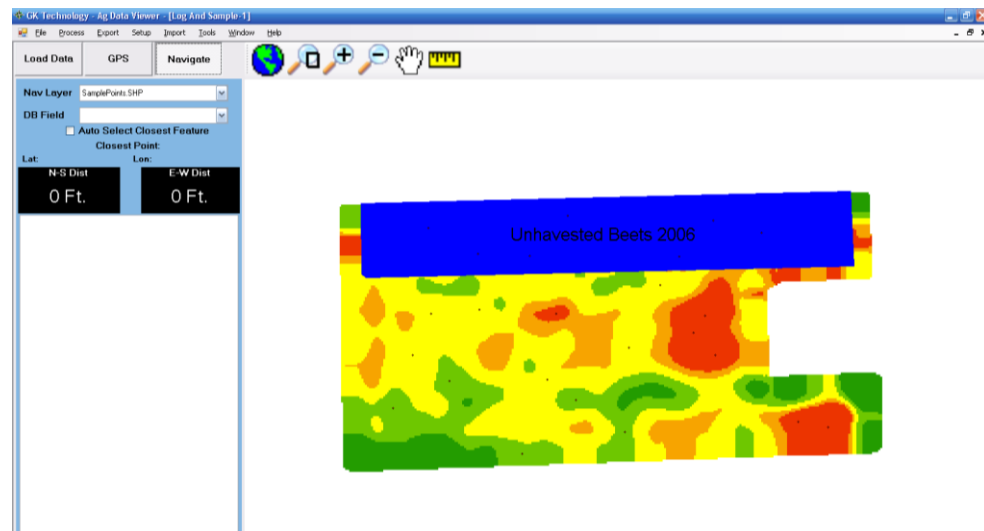 GK Technology - Ag Data Viewer - [Log And Sample-1]
File Process Export Setup Import Tools Window Help
Load Data GPS Navigate
Nav Layer SamplePoints.SHP
DB Field
Auto Select Closest Feature
Closest Point:
Lat: Lon:
N-S Dist E-W Dist
0 Ft. 0 Ft.
Unhavested Beets 2006